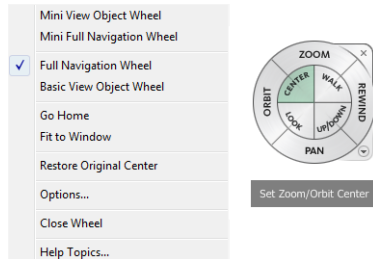 Mini View Object Wheel
Mini Full Navigation Wheel
Full Navigation Wheel
Basic View Object Wheel
Go Home
Fit to Window
Restore Original Center
Options...
Close Wheel
Help Topics...
ZOOM
CENTER
WALK
ORBIT
REWIND
LOOK
UP/DOWN
PAN
Set Zoom/Orbit Center